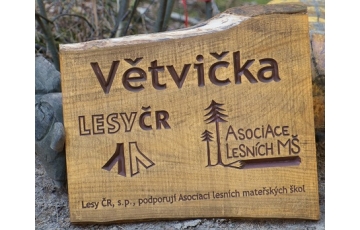 Větvička
LESY ČR
ASOCIACE
LESNÍCH MŠ
Lesy ČR, s.p., podporují Asociaci lesních mateřských škol